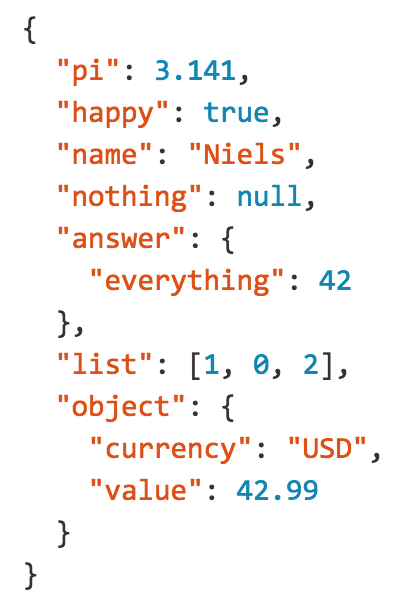 {
  "pi": 3.141,
  "happy": true,
  "name": "Niels",
  "nothing": null,
  "answer": {
    "everything": 42
  },
  "list": [1, 0, 2],
  "object": {
    "currency": "USD",
    "value": 42.99
  }
}